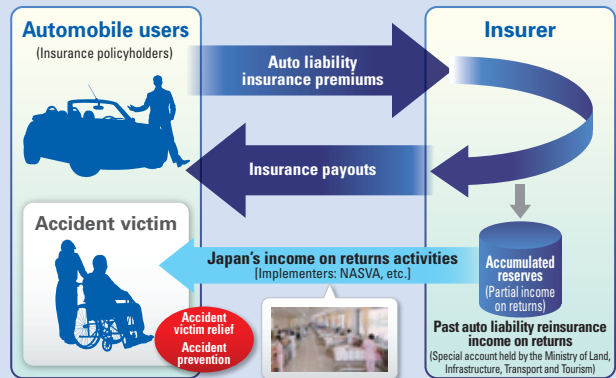 Automobile users
(Insurance policyholders)
Insurer
Auto liability
insurance premiums
Insurance payouts
Accident victim
Japan's income on returns activities
[Implementers: NASVA, etc.]
Accident
victim relief
Accident
prevention
Accumulated
reserves
(Partial income
on returns)
Past auto liability reinsurance
income on returns
(Special account held by the Ministry of Land,
Infrastructure, Transport and Tourism)